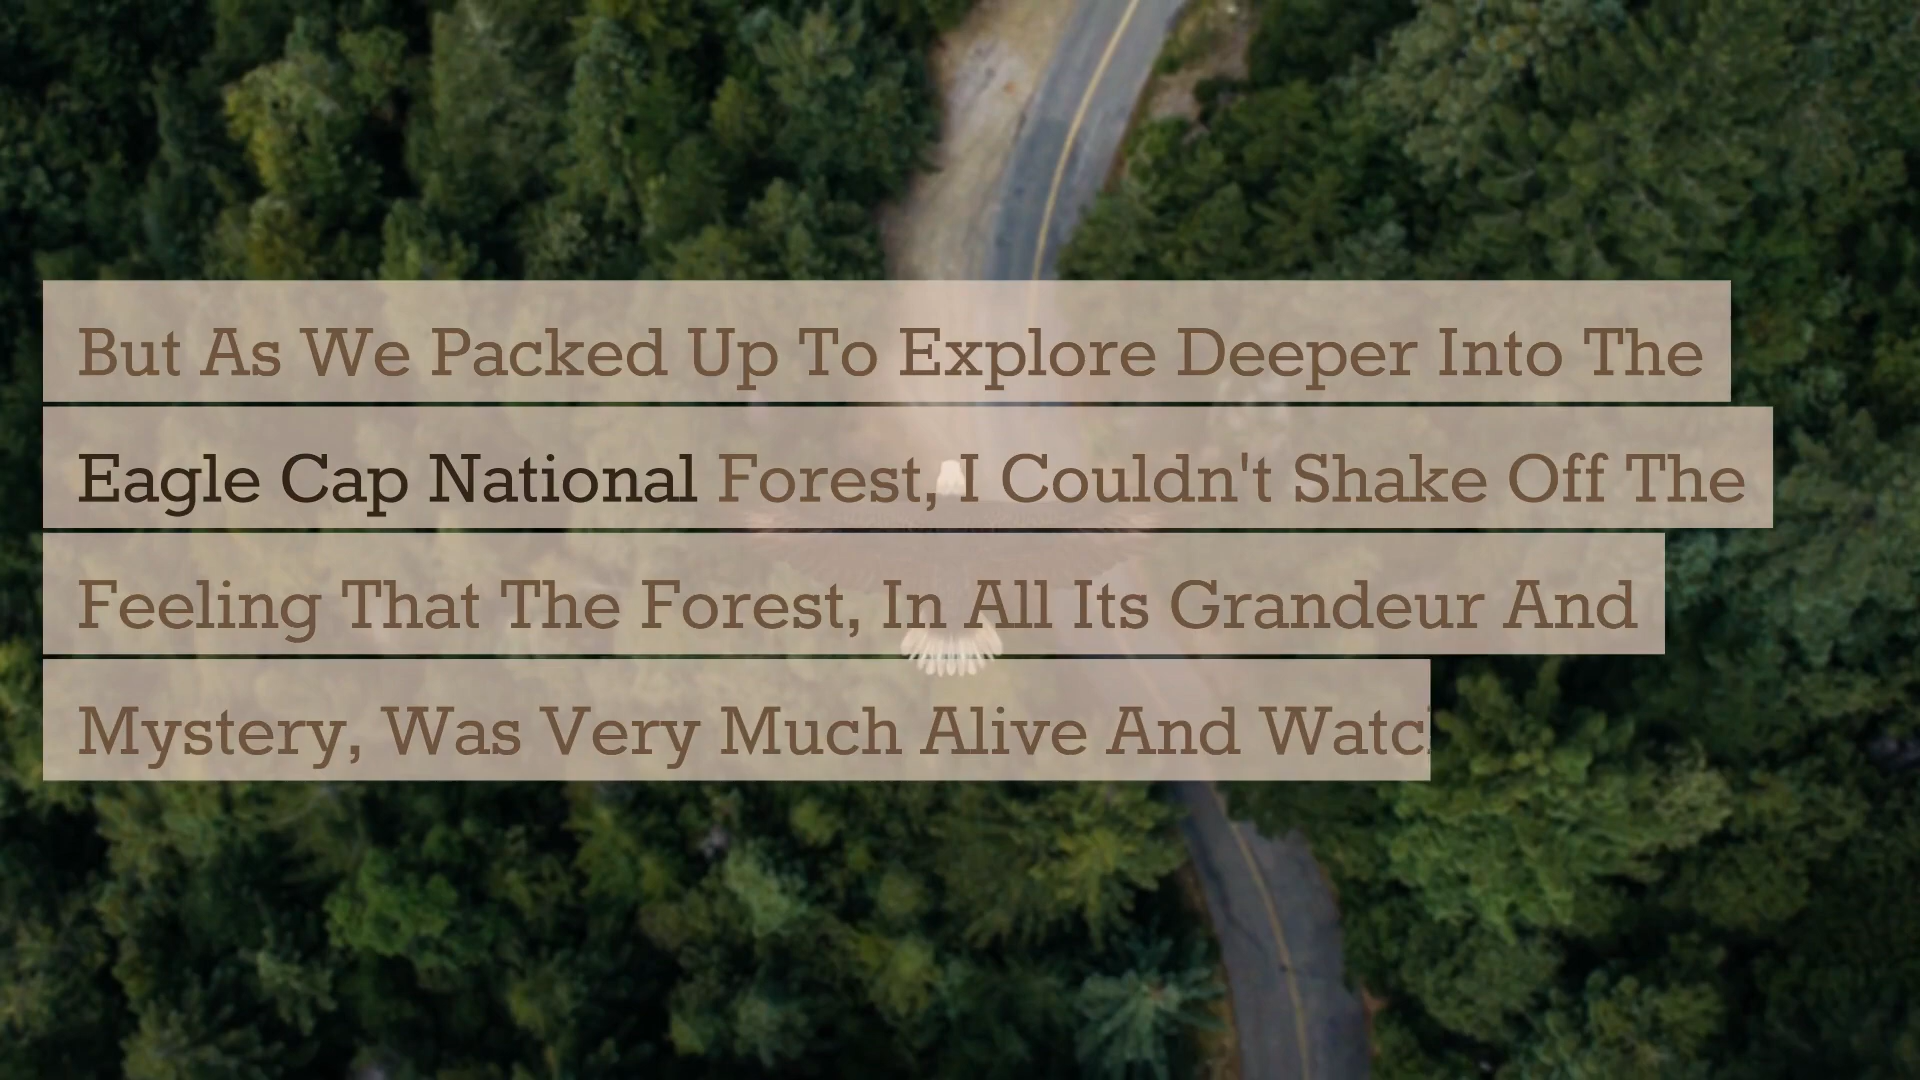 But As We Packed Up To Explore Deeper Into The
Eagle Cap National Forest, I Couldn't Shake Off The
Feeling That The Forest, In All Its Grandeur And
Mystery, Was Very Much Alive And